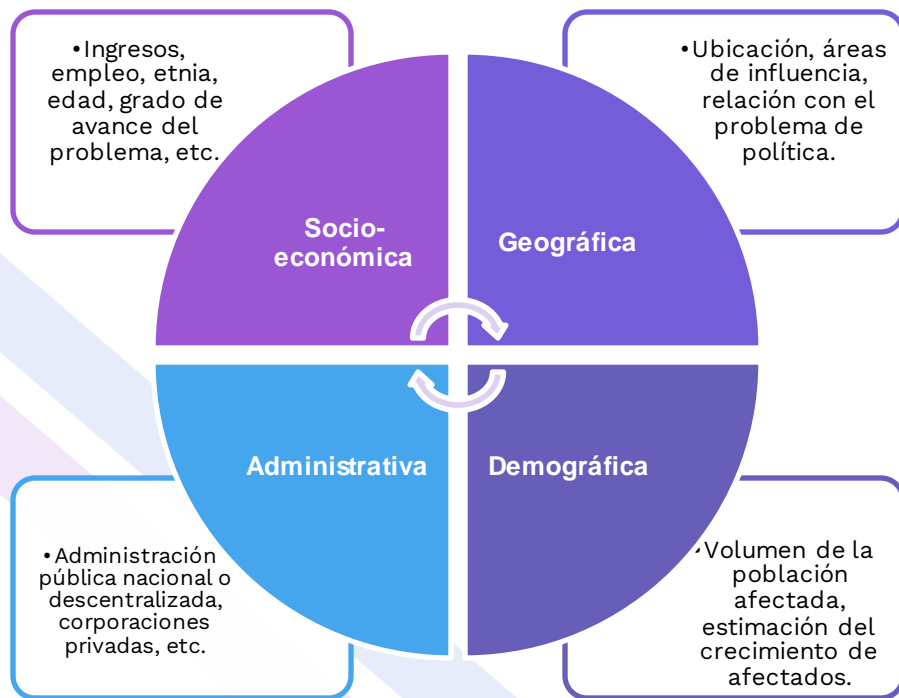 •Ingresos,
empleo, etnia,
edad, grado de
avance del
problema, etc.
•Ubicación, áreas
de influencia,
relación con el
problema de
política.
Socio-
económica
Geográfica
Administrativa
Demográfica
•Administración
pública nacional o
descentralizada,
corporaciones
privadas, etc.
•Volumen de la
población
afectada,
estimación del
crecimiento de
afectados.